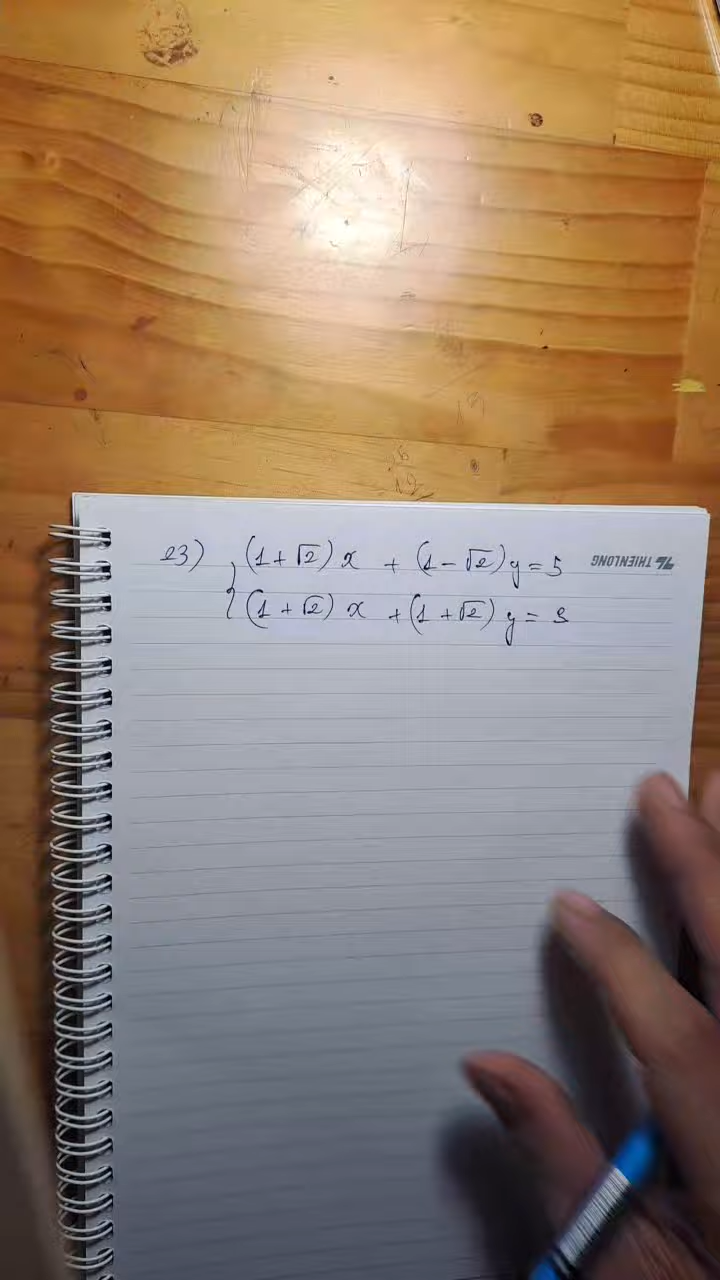 23) { (1+√2) x + (1-√2) y = 5
(1+√2) x + (1+√2) y = 3
THIENLONG